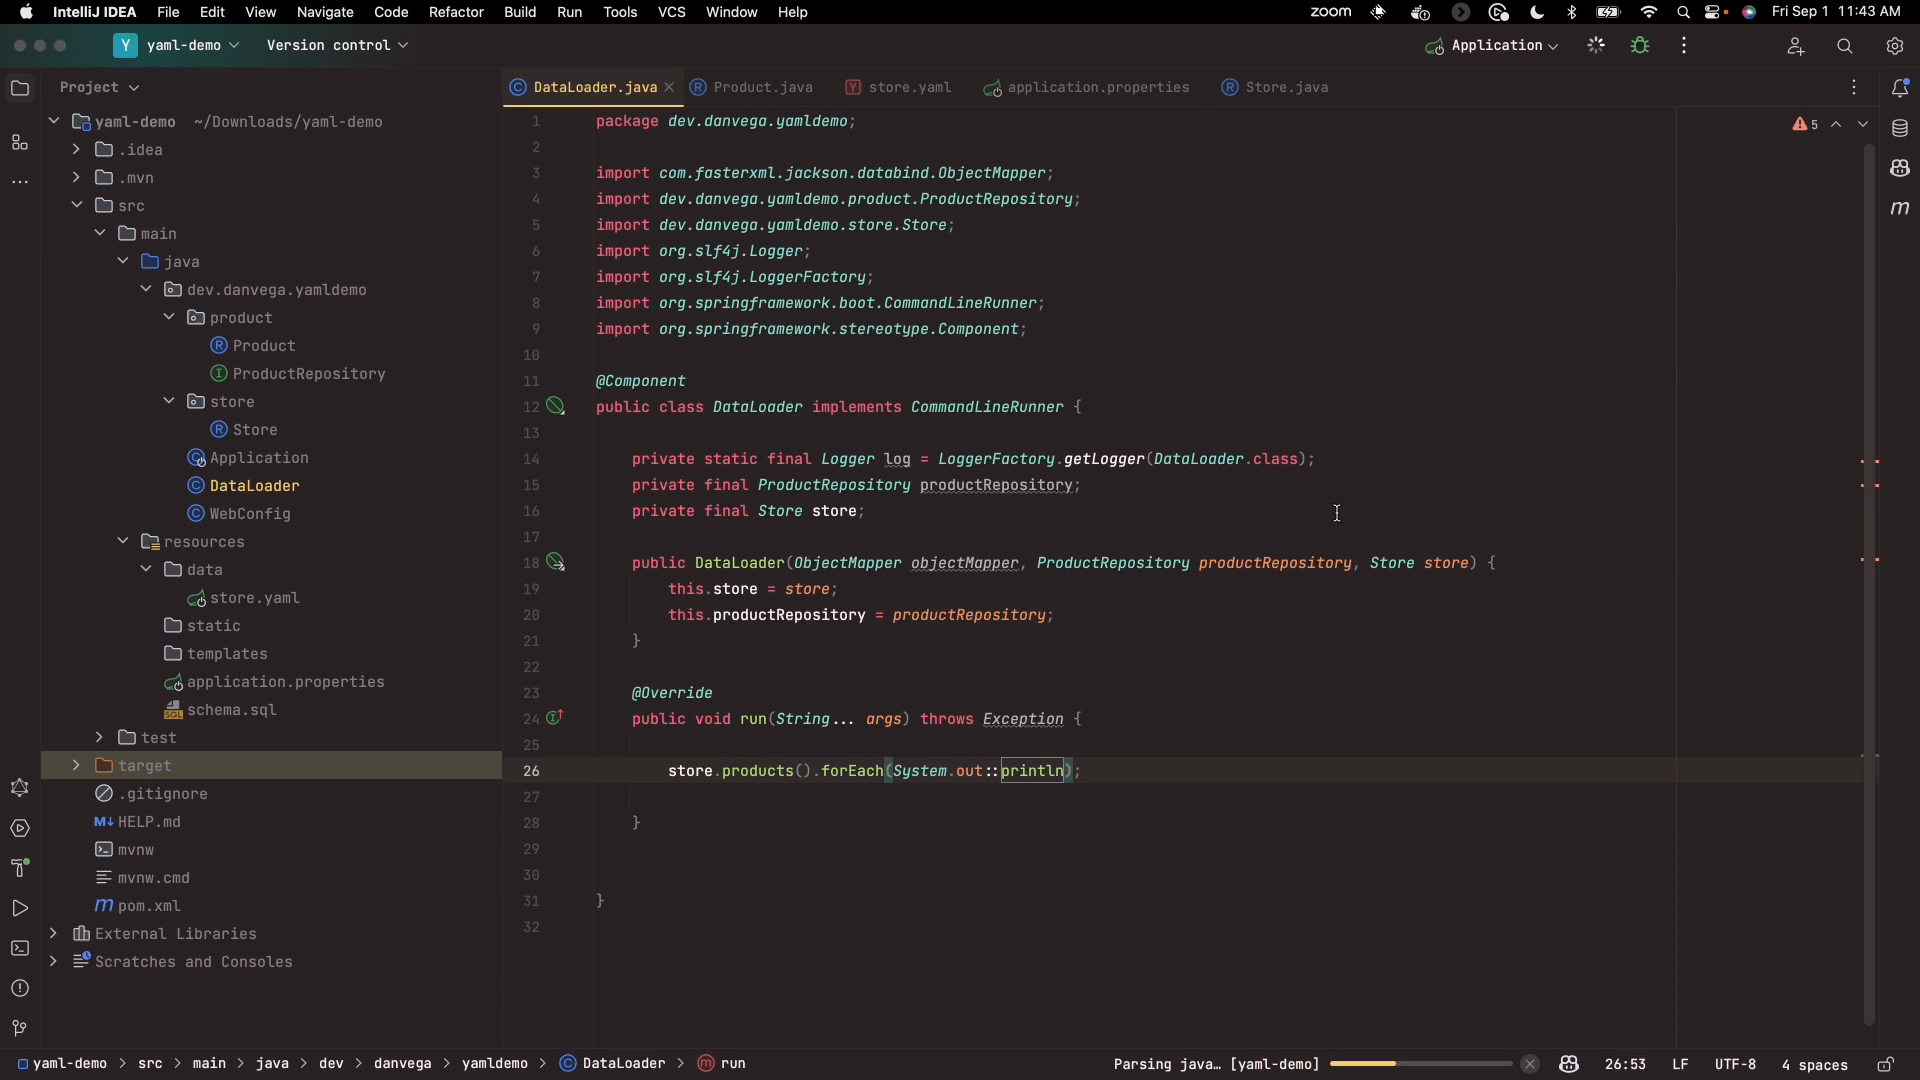 IntelliJ IDEA File Edit View Navigate Code Refactor Build Run Tools VCS Window Help zoom Fri Sep 1 11:43 AM
Y yaml-demo Version control Application
Project
yaml-demo ~/Downloads/yaml-demo
.idea
.mvn
src
main
java
dev.danvega.yamldemo
product
Product
ProductRepository
store
Store
Application
DataLoader
WebConfig
resources
data
store.yaml
static
templates
application.properties
schema.sql
test
target
.gitignore
HELP.md
mvnw
mvnw.cmd
pom.xml
External Libraries
Scratches and Consoles
DataLoader.java Product.java store.yaml application.properties Store.java
5
1 package dev.danvega.yamldemo;
2
3 import com.fasterxml.jackson.databind.ObjectMapper;
4 import dev.danvega.yamldemo.product.ProductRepository;
5 import dev.danvega.yamldemo.store.Store;
6 import org.slf4j.Logger;
7 import org.slf4j.LoggerFactory;
8 import org.springframework.boot.CommandLineRunner;
9 import org.springframework.stereotype.Component;
10
11 @Component
12 public class DataLoader implements CommandLineRunner {
13
14 private static final Logger log = LoggerFactory.getLogger(DataLoader.class);
15 private final ProductRepository productRepository;
16 private final Store store;
17
18 public DataLoader(ObjectMapper objectMapper, ProductRepository productRepository, Store store) {
19 this.store = store;
20 this.productRepository = productRepository;
21 }
22
23 @Override
24 public void run(String... args) throws Exception {
25
26 store.products().forEach(System.out::println);
27
28 }
29
30
31 }
32
yaml-demo > src > main > java > dev > danvega > yamldemo > DataLoader > run Parsing java… [yaml-demo] 26:53 LF UTF-8 4 spaces